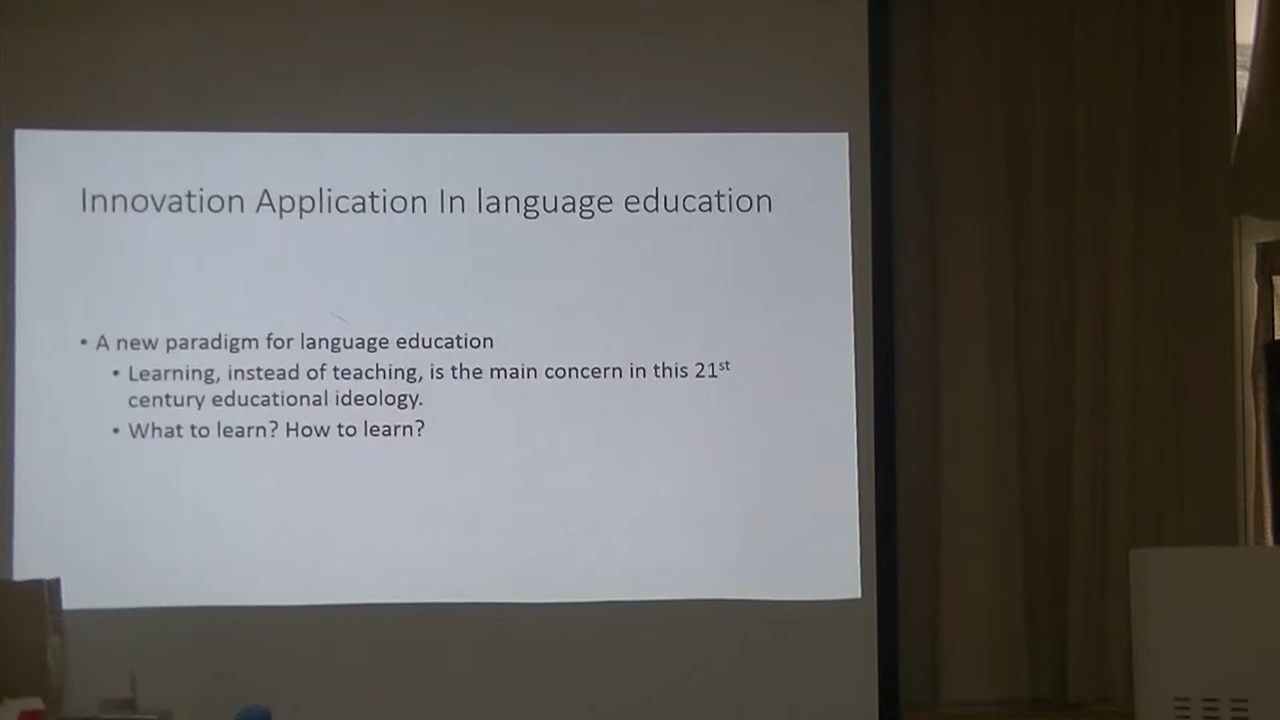 Innovation Application In language education
• A new paradigm for language education
• Learning, instead of teaching, is the main concern in this 21st
century educational ideology.
• What to learn? How to learn?